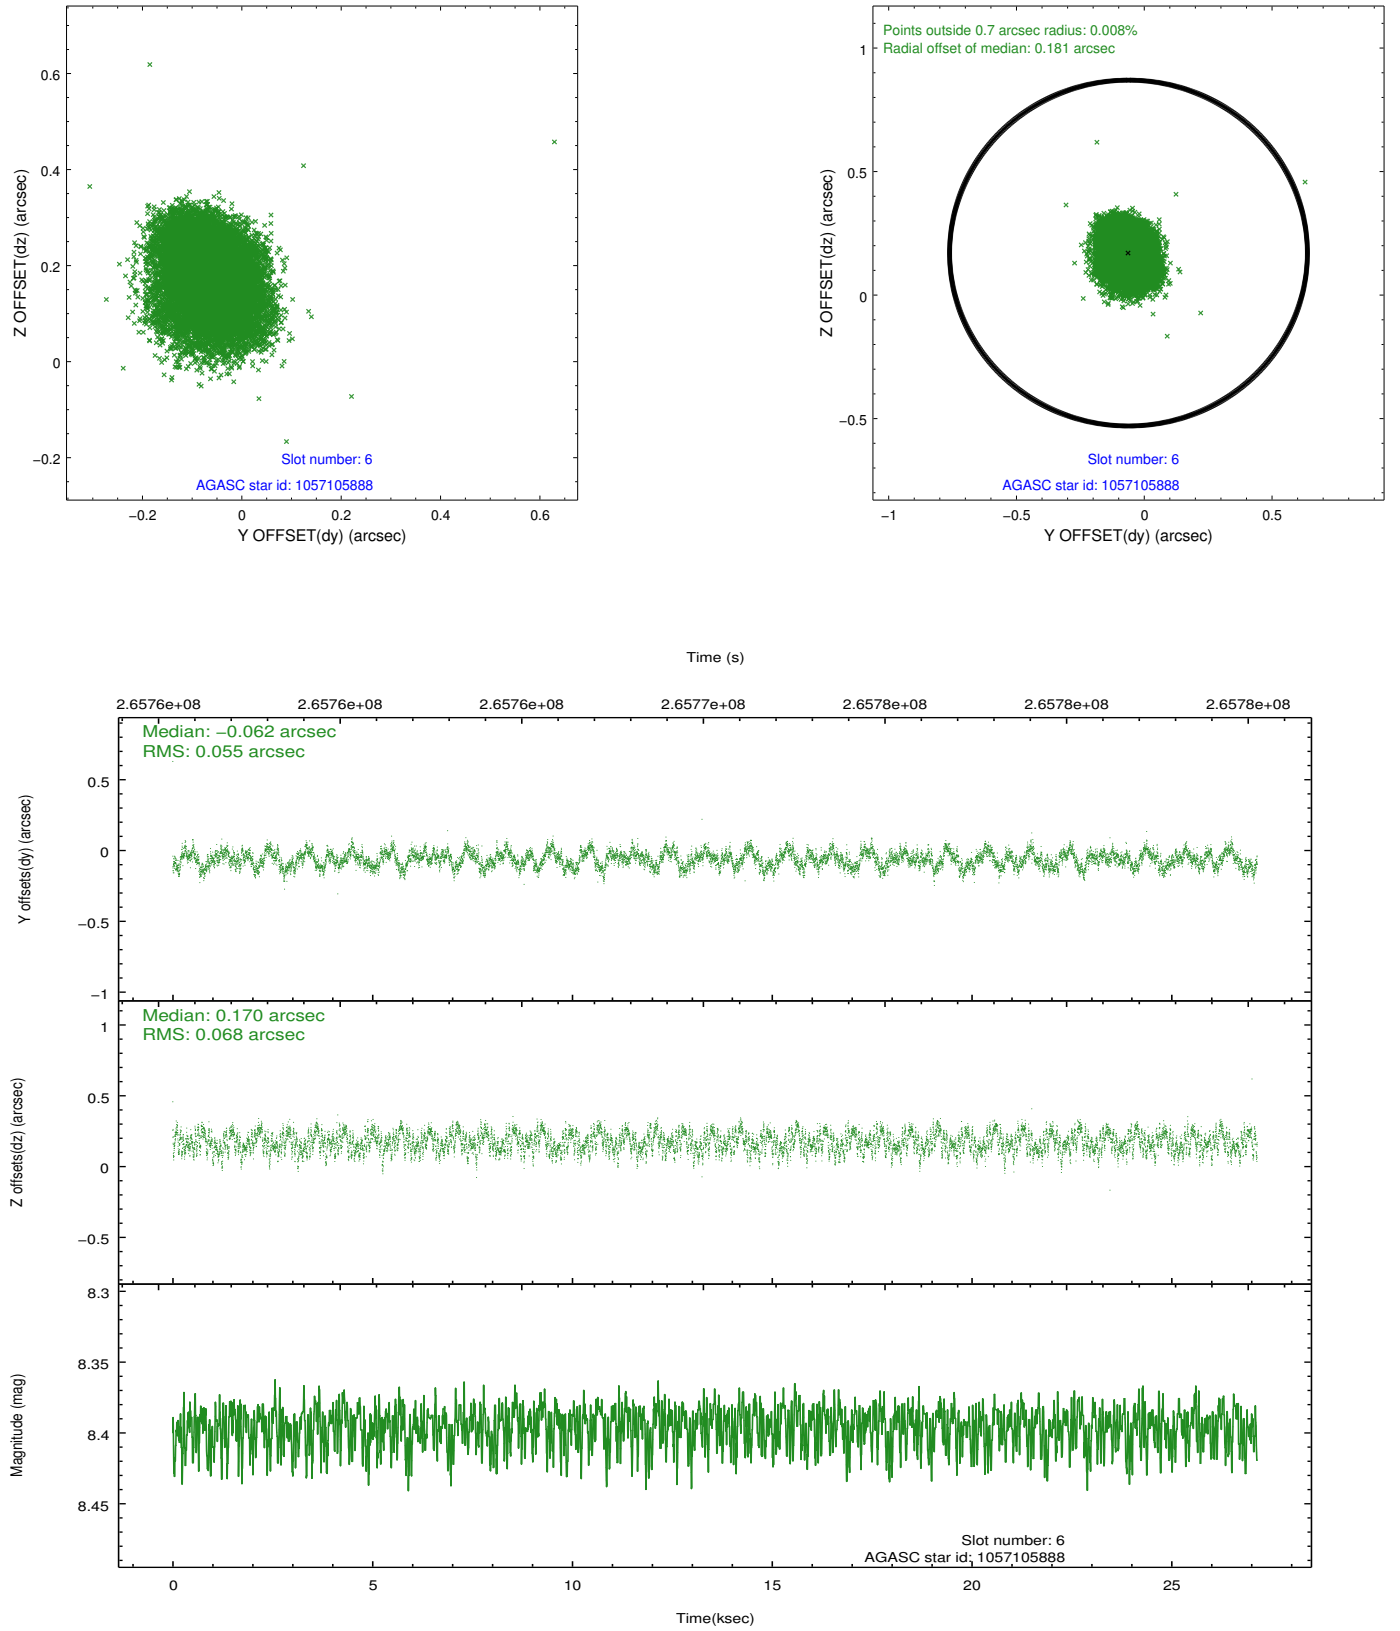 0.6
0.4
0.2
0
−0.2
Z OFFSET(dz) (arcsec)
Slot number: 6
AGASC star id: 1057105888
−0.2 0 0.2 0.4 0.6
Y OFFSET(dy) (arcsec)
Points outside 0.7 arcsec radius: 0.008%
Radial offset of median: 0.181 arcsec
1
0.5
0
−0.5
Z OFFSET(dz) (arcsec)
Slot number: 6
AGASC star id: 1057105888
−1 −0.5 0 0.5
Y OFFSET(dy) (arcsec)
Time (s)
2.6576e+08 2.6576e+08 2.6576e+08 2.6577e+08 2.6578e+08 2.6578e+08 2.6578e+08
Median: −0.062 arcsec
RMS: 0.055 arcsec
0.5
0
−0.5
−1
Y offsets(dy) (arcsec)
Median: 0.170 arcsec
RMS: 0.068 arcsec
1
0.5
0
−0.5
Z offsets(dz) (arcsec)
8.3
8.35
8.4
8.45
Magnitude (mag)
Slot number: 6
AGASC star id: 1057105888
0 5 10 15 20 25
Time(ksec)